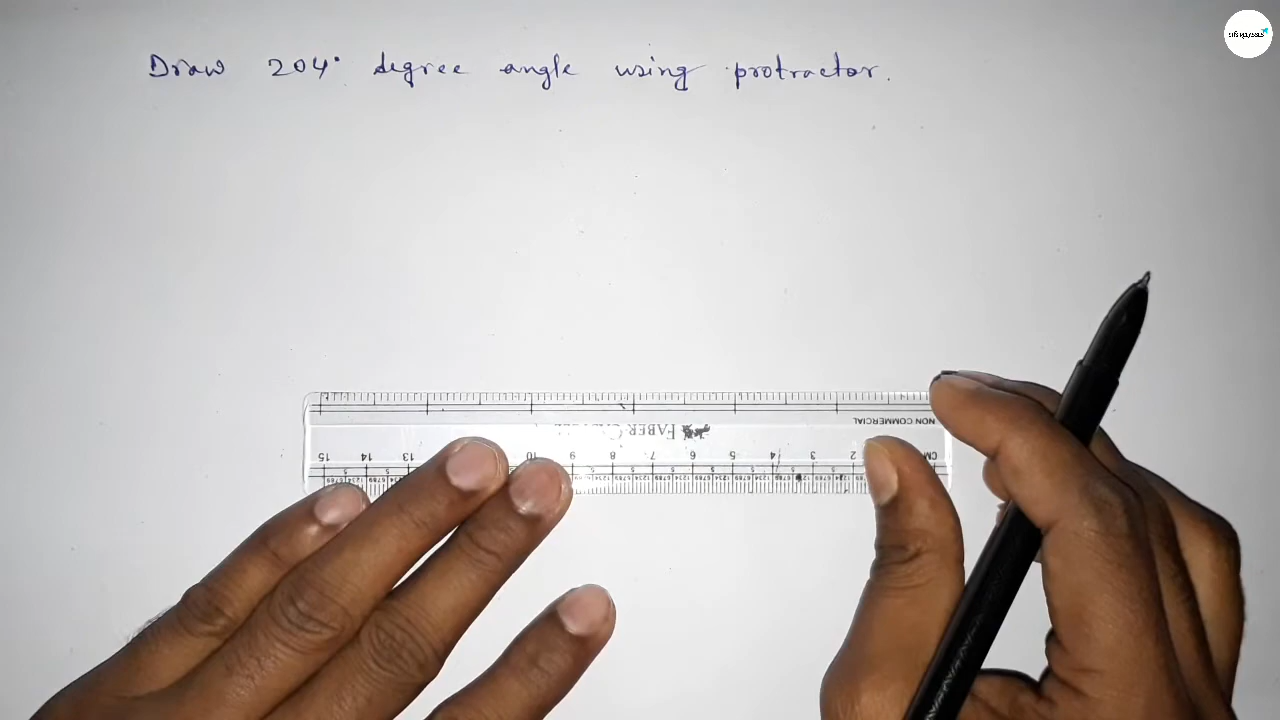 Draw 204° degree angle using protractor.
NON COMMERCIAL
FABER
15 14 13 10 9 8 7 6 5 4 3 2 CM